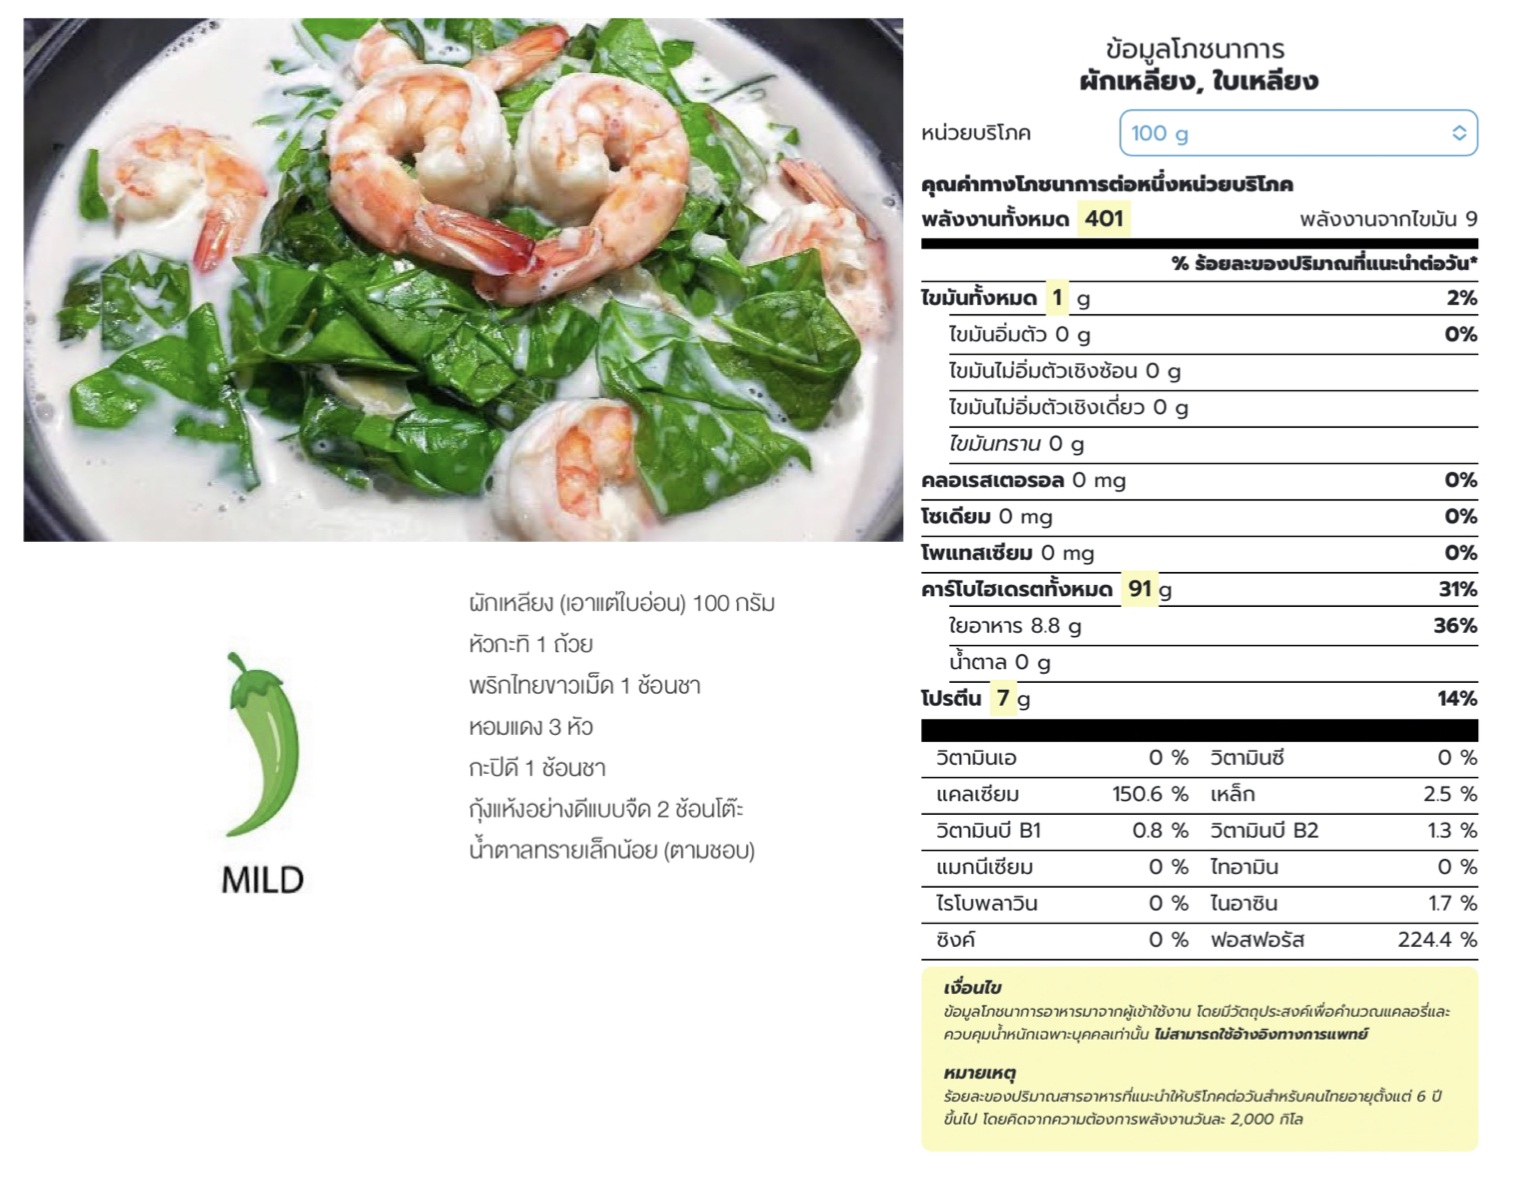 ข้อมูลโภชนาการ
ผักเหลียง, ใบเหลียง
หน่วยบริโภค 100 g
คุณค่าทางโภชนาการต่อหนึ่งหน่วยบริโภค
พลังงานทั้งหมด 401 พลังงานจากไขมัน 9
% ร้อยละของปริมาณที่แนะนำต่อวัน*
ไขมันทั้งหมด 1 g 2%
ไขมันอิ่มตัว 0 g 0%
ไขมันไม่อิ่มตัวเชิงซ้อน 0 g
ไขมันไม่อิ่มตัวเชิงเดี่ยว 0 g
ไขมันทราน 0 g
คลอเรสเตอรอล 0 mg 0%
โซเดียม 0 mg 0%
โพแทสเซียม 0 mg 0%
คาร์โบไฮเดรตทั้งหมด 91 g 31%
ใยอาหาร 8.8 g 36%
น้ำตาล 0 g
โปรตีน 7 g 14%
วิตามินเอ 0 % วิตามินซี 0 %
แคลเซียม 150.6 % เหล็ก 2.5 %
วิตามินบี B1 0.8 % วิตามินบี B2 1.3 %
แมกนีเซียม 0 % ไทอามิน 0 %
ไรโบพลาวิน 0 % ไนอาซิน 1.7 %
ซิงค์ 0 % ฟอสฟอรัส 224.4 %
เงื่อนไข
ข้อมูลโภชนาการอาหารมาจากผู้เข้าใช้งาน โดยมีวัตถุประสงค์เพื่อคำนวณแคลอรี่และ
ควบคุมน้ำหนักเฉพาะบุคคลเท่านั้น ไม่สามารถใช้อ้างอิงทางการแพทย์
หมายเหตุ
ร้อยละของปริมาณสารอาหารที่แนะนำให้บริโภคต่อวันสำหรับคนไทยอายุตั้งแต่ 6 ปี
ขึ้นไป โดยคิดจากความต้องการพลังงานวันละ 2,000 กิโล
ผักเหลียง (เอาแต่ใบอ่อน) 100 กรัม
หัวกะทิ 1 ถ้วย
พริกไทยขาวเม็ด 1 ช้อนชา
หอมแดง 3 หัว
กะปิดี 1 ช้อนชา
กุ้งแห้งอย่างดีแบบจืด 2 ช้อนโต๊ะ
น้ำตาลทรายเล็กน้อย (ตามชอบ)
MILD